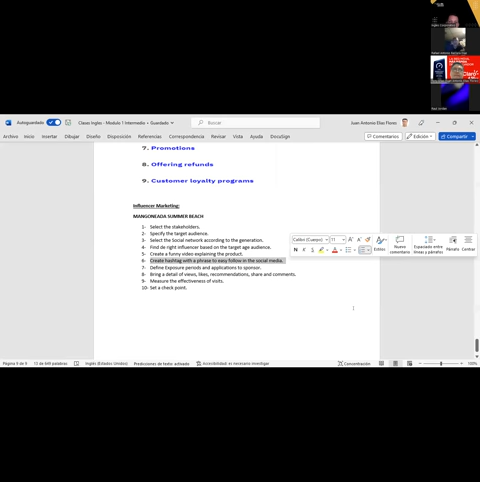 Autoguardado
Clases Ingles - Modulo 1 Intermedio • Guardado
Buscar
Juan Antonio Elias Flores
Archivo Inicio Insertar Dibujar Diseño Disposición Referencias Correspondencia Revisar Vista Ayuda DocuSign
Comentarios Edición Compartir
7. Promotions
8. Offering refunds
9. Customer loyalty programs
Influencer Marketing:
MANGONEADA SUMMER BEACH
1- Select the stakeholders.
2- Specify the target audience.
3- Select the Social network according to the generation.
4- Find de right influencer based on the target age audience.
5- Create a funny video explaining the product.
6- Create hashtag with a phrase to easy follow in the social media.
7- Define Exposure periods and applications to sponsor.
8- Bring a detail of views, likes, recommendations, share and comments.
9- Measure the effectiveness of visits.
10- Set a check point.
Calibri (Cuerpo) 11
N K S
Estilos
Nuevo comentario
Espaciado entre líneas y párrafos
Centrar
Claro
Página 9 de 9
Inglés (Estados Unidos)
Predicciones de texto: activado
Accesibilidad: es necesario investigar
Concentración
100%